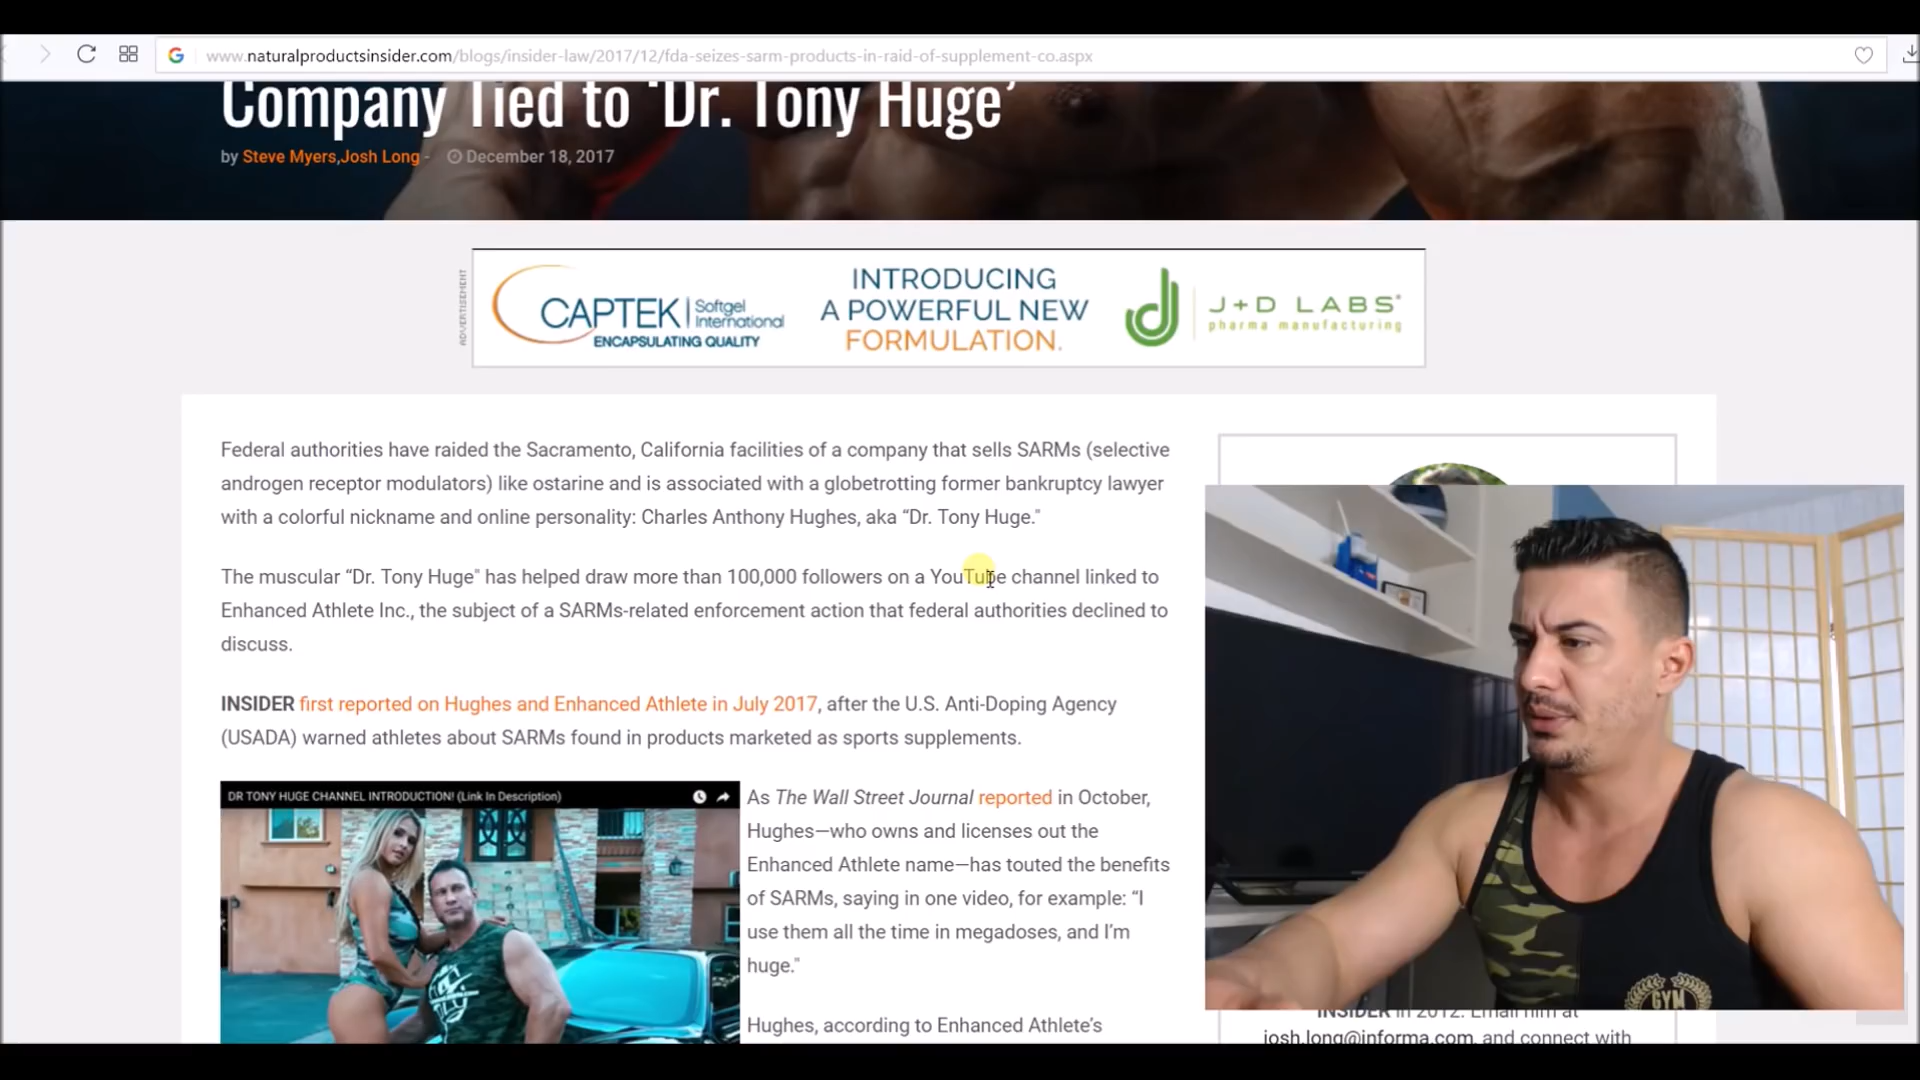 www.naturalproductsinsider.com/blogs/insider-law/2017/12/fda-seizes-sarm-products-in-raid-of-supplement-co.aspx
Company Tied to 'Dr. Tony Huge'
by Steve Myers,Josh Long - December 18, 2017
ADVERTISEMENT
CAPTEK Softgel International
ENCAPSULATING QUALITY
INTRODUCING
A POWERFUL NEW
FORMULATION.
J+D LABS
pharma manufacturing
Federal authorities have raided the Sacramento, California facilities of a company that sells SARMs (selective
androgen receptor modulators) like ostarine and is associated with a globetrotting former bankruptcy lawyer
with a colorful nickname and online personality: Charles Anthony Hughes, aka “Dr. Tony Huge."
The muscular “Dr. Tony Huge" has helped draw more than 100,000 followers on a YouTube channel linked to
Enhanced Athlete Inc., the subject of a SARMs-related enforcement action that federal authorities declined to
discuss.
INSIDER first reported on Hughes and Enhanced Athlete in July 2017, after the U.S. Anti-Doping Agency
(USADA) warned athletes about SARMs found in products marketed as sports supplements.
DR TONY HUGE CHANNEL INTRODUCTION! (Link In Description)
As The Wall Street Journal reported in October,
Hughes—who owns and licenses out the
Enhanced Athlete name—has touted the benefits
of SARMs, saying in one video, for example: “I
use them all the time in megadoses, and I’m
huge."
Hughes, according to Enhanced Athlete’s
GYM
INSIDER in 2012. Email him at
josh.long@informa.com, and connect with